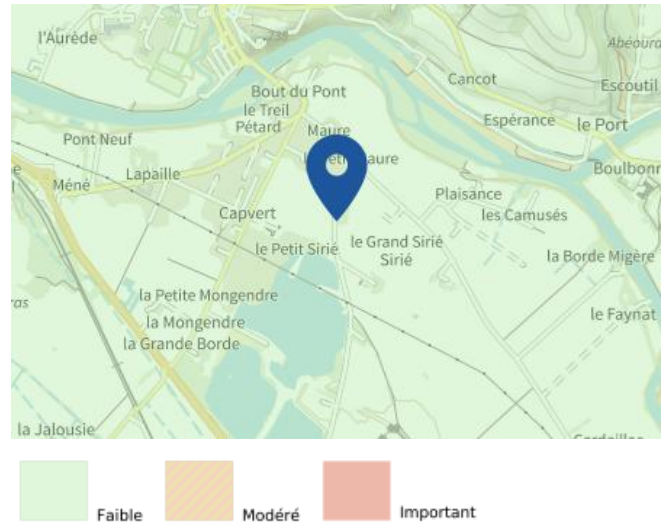 l'Aurède
738
Abéoura
Cancot
Escoutil
Bout du Pont
le Treil
Pétard
Espérance
le Port
Maure
Pont Neuf
Lapaille
Boulbonn
Méné
Plaisance
les Camusés
Capvert
le Petit Sirié
le Grand Sirié
Sirié
la Borde Migère
la Petite Mongendre
le Faynat
la Mongendre
la Grande Borde
la Jalousie
Faible
Modéré
Important